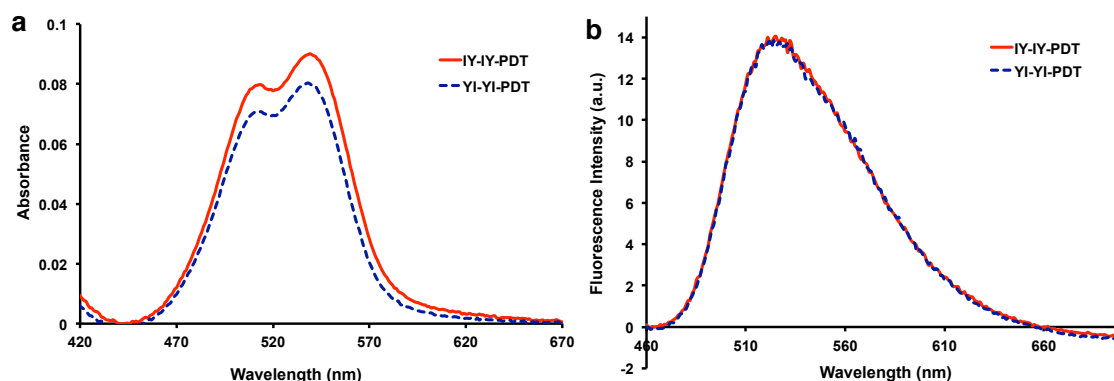 a
0.1
0.08
0.06
0.04
0.02
0
Absorbance
420
470
520
570
620
670
Wavelength (nm)
IY-IY-PDT
YI-YI-PDT
b
14
12
10
8
6
4
2
0
-2
Fluorescence Intensity (a.u.)
460
510
560
610
660
Wavelength (nm)
IY-IY-PDT
YI-YI-PDT